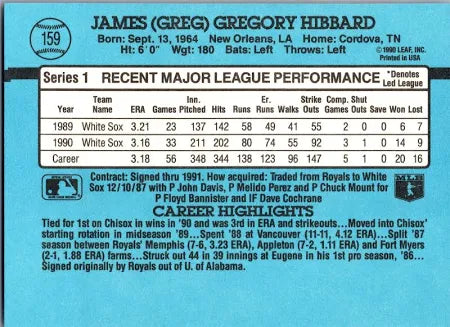 159
JAMES (GREG) GREGORY HIBBARD
Born: Sept. 13, 1964 New Orleans, LA Home: Cordova, TN
Ht: 6'0" Wgt: 180 Bats: Left Throws: Left
© 1990 LEAF, INC.
Printed in USA
Series 1 RECENT MAJOR LEAGUE PERFORMANCE *Denotes Led League
Year Team Name ERA Games Inn. Pitched Hits Runs Er. Runs Walks Strike Outs Comp. Games Shut Outs Save Won Lost
1989 White Sox 3.21 23 137 142 58 49 41 55 2 0 0 6 7
1990 White Sox 3.16 33 211 202 80 74 55 92 3 1 0 14 9
Career 3.18 56 348 344 138 123 96 147 5 1 0 20 16
Contract: Signed thru 1991. How acquired: Traded from Royals to White
Sox 12/10/87 with P John Davis, P Melido Perez and P Chuck Mount for
P Floyd Bannister and IF Dave Cochrane
CAREER HIGHLIGHTS
Tied for 1st on Chisox in wins in '90 and was 3rd in ERA and strikeouts...Moved into Chisox'
starting rotation in midseason '89...Spent '88 at Vancouver (11-11, 4.12 ERA)...Split '87
season between Royals' Memphis (7-6, 3.23 ERA), Appleton (7-2, 1.11 ERA) and Fort Myers
(2-1, 1.88 ERA) farms...Struck out 44 in 39 innings at Eugene in his 1st pro season, '86...
Signed originally by Royals out of U. of Alabama.